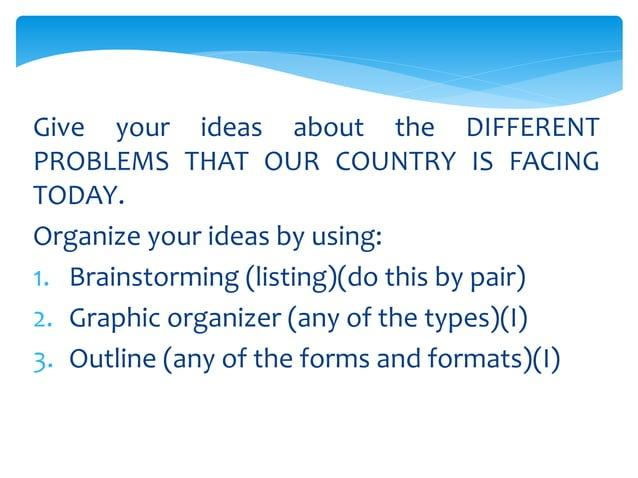 Give your ideas about the DIFFERENT
PROBLEMS THAT OUR COUNTRY IS FACING
TODAY.
Organize your ideas by using:
1. Brainstorming (listing)(do this by pair)
2. Graphic organizer (any of the types)(I)
3. Outline (any of the forms and formats)(I)